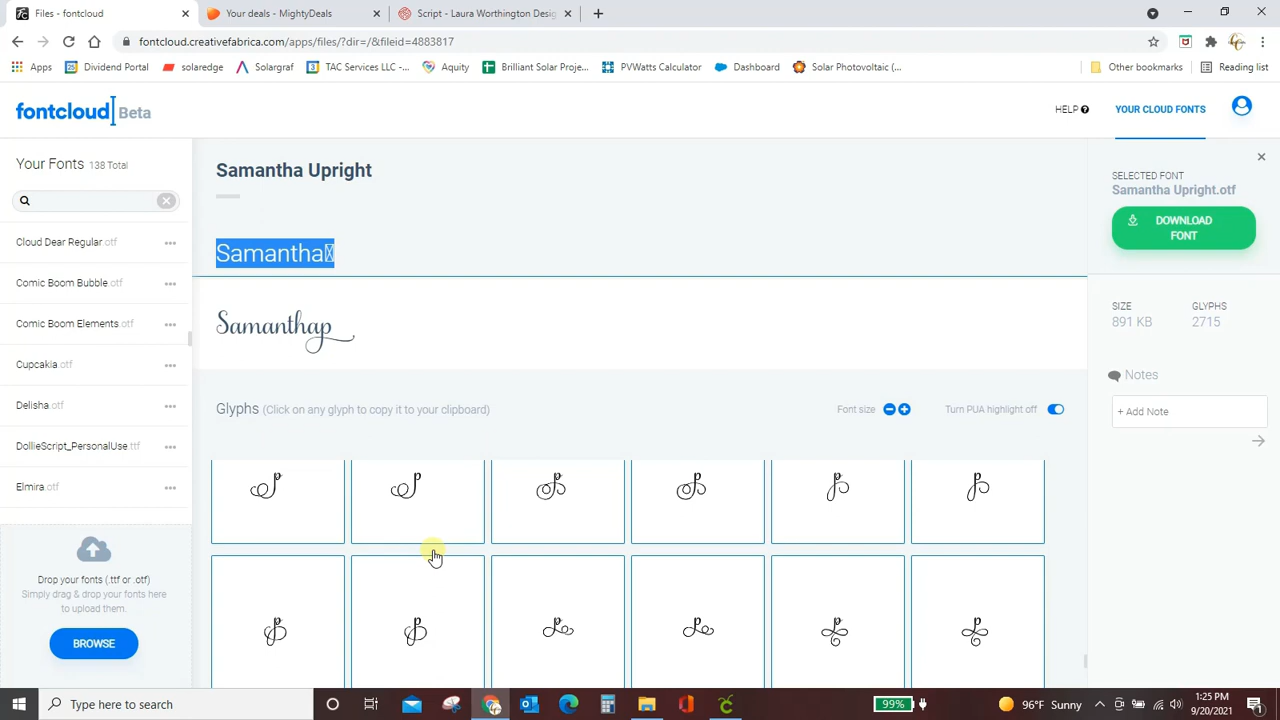 Files - fontcloud
Your deals - MightyDeals
Script - Laura Worthington Desig
fontcloud.creativefabrica.com/apps/files/?dir=/&fileid=4883817
Apps
Dividend Portal
solaredge
Solargraf
TAC Services LLC -...
Aquity
Brilliant Solar Proje...
PVWatts Calculator
Dashboard
Solar Photovoltaic (...
Other bookmarks
Reading list
fontcloud Beta
HELP
YOUR CLOUD FONTS
Your Fonts 138 Total
Cloud Dear Regular.otf
Comic Boom Bubble.otf
Comic Boom Elements.otf
Cupcakia.otf
Delisha.otf
DollieScript_PersonalUse.ttf
Elmira.otf
Drop your fonts (.ttf or .otf)
Simply drag & drop your fonts here
to upload them.
BROWSE
Samantha Upright
Samantha
Samanthap
Glyphs (Click on any glyph to copy it to your clipboard)
Font size
Turn PUA highlight off
p p p p p p
p p p p p p
SELECTED FONT
Samantha Upright.otf
DOWNLOAD
FONT
SIZE
891 KB
GLYPHS
2715
Notes
+ Add Note
Type here to search
99%
96°F Sunny
1:25 PM
9/20/2021